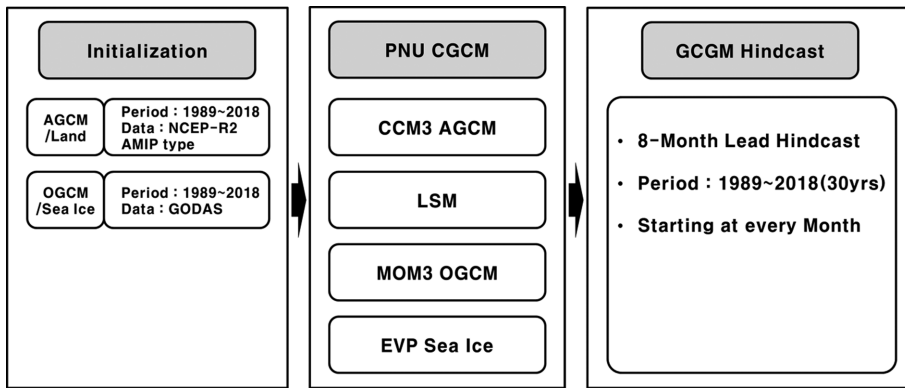 Initialization
AGCM
/Land
Period : 1989~2018
Data : NCEP-R2
AMIP type
OGCM
/Sea Ice
Period : 1989~2018
Data : GODAS
PNU CGCM
CCM3 AGCM
LSM
MOM3 OGCM
EVP Sea Ice
GCGM Hindcast
• 8-Month Lead Hindcast
• Period : 1989~2018(30yrs)
• Starting at every Month